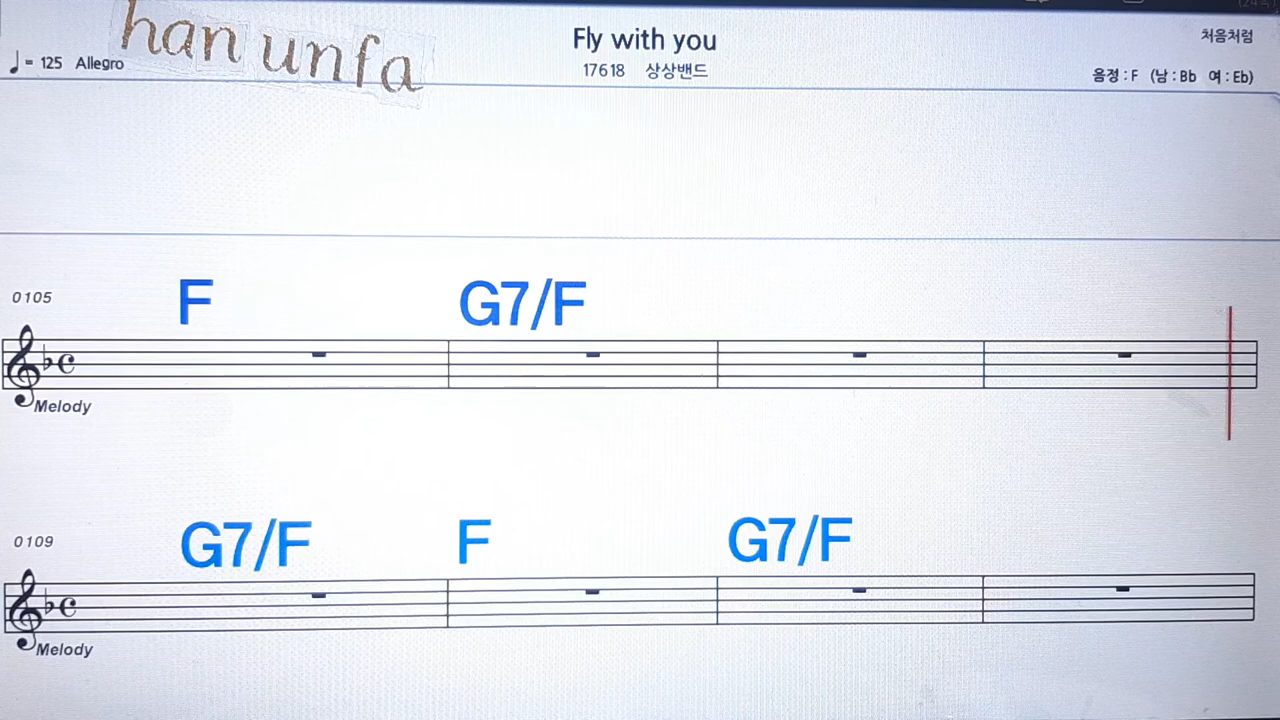 han unfa
Fly with you
처음처럼
♩= 125 Allegro
17618 상상밴드
음정 : F (남 : Bb 여 : Eb)
F G7/F
0105
Melody
G7/F F G7/F
0109
Melody